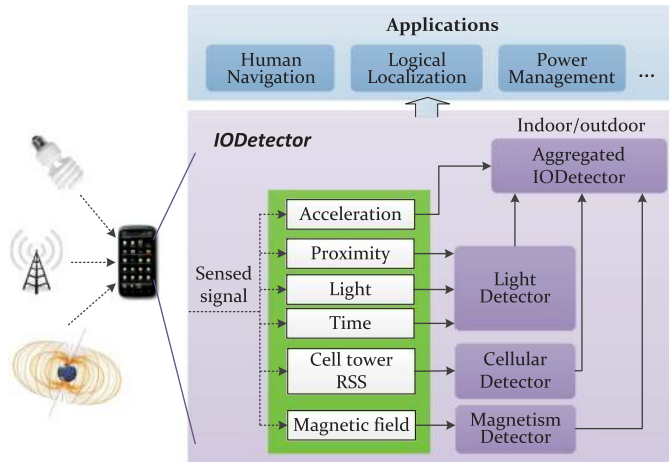 Applications
Human
Navigation
Logical
Localization
Power
Management
...
IODetector
Indoor/outdoor
Aggregated
IODetector
Sensed
signal
Acceleration
Proximity
Light
Time
Cell tower
RSS
Magnetic field
Light
Detector
Cellular
Detector
Magnetism
Detector